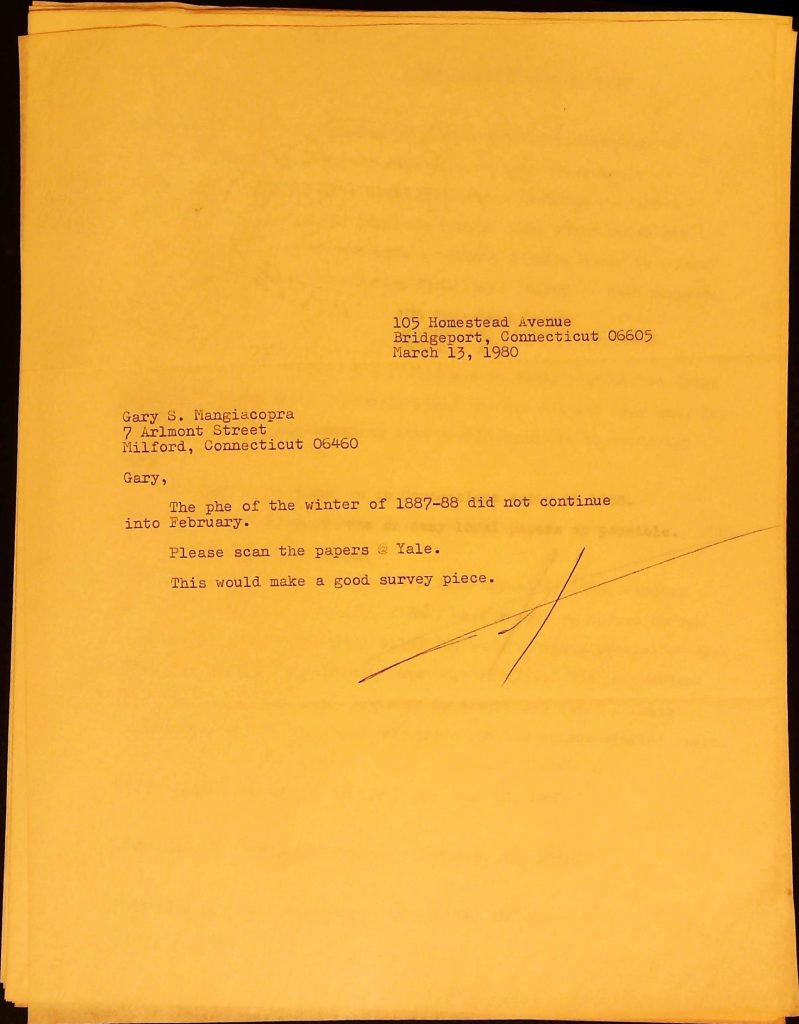 105 Homestead Avenue
Bridgeport, Connecticut 06605
March 13, 1980
Gary S. Mangiacopra
7 Arlmont Street
Milford, Connecticut 06460
Gary,
The phe of the winter of 1887-88 did not continue
into February.
Please scan the papers @ Yale.
This would make a good survey piece.